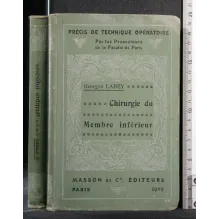 PRÉCIS DE TECHNIQUE OPÉRATOIRE
Par les Prosecteurs
de la Faculté de Paris
Georges LABEY
Chirurgie du
Membre inférieur
MASSON et Cie, ÉDITEURS
PARIS